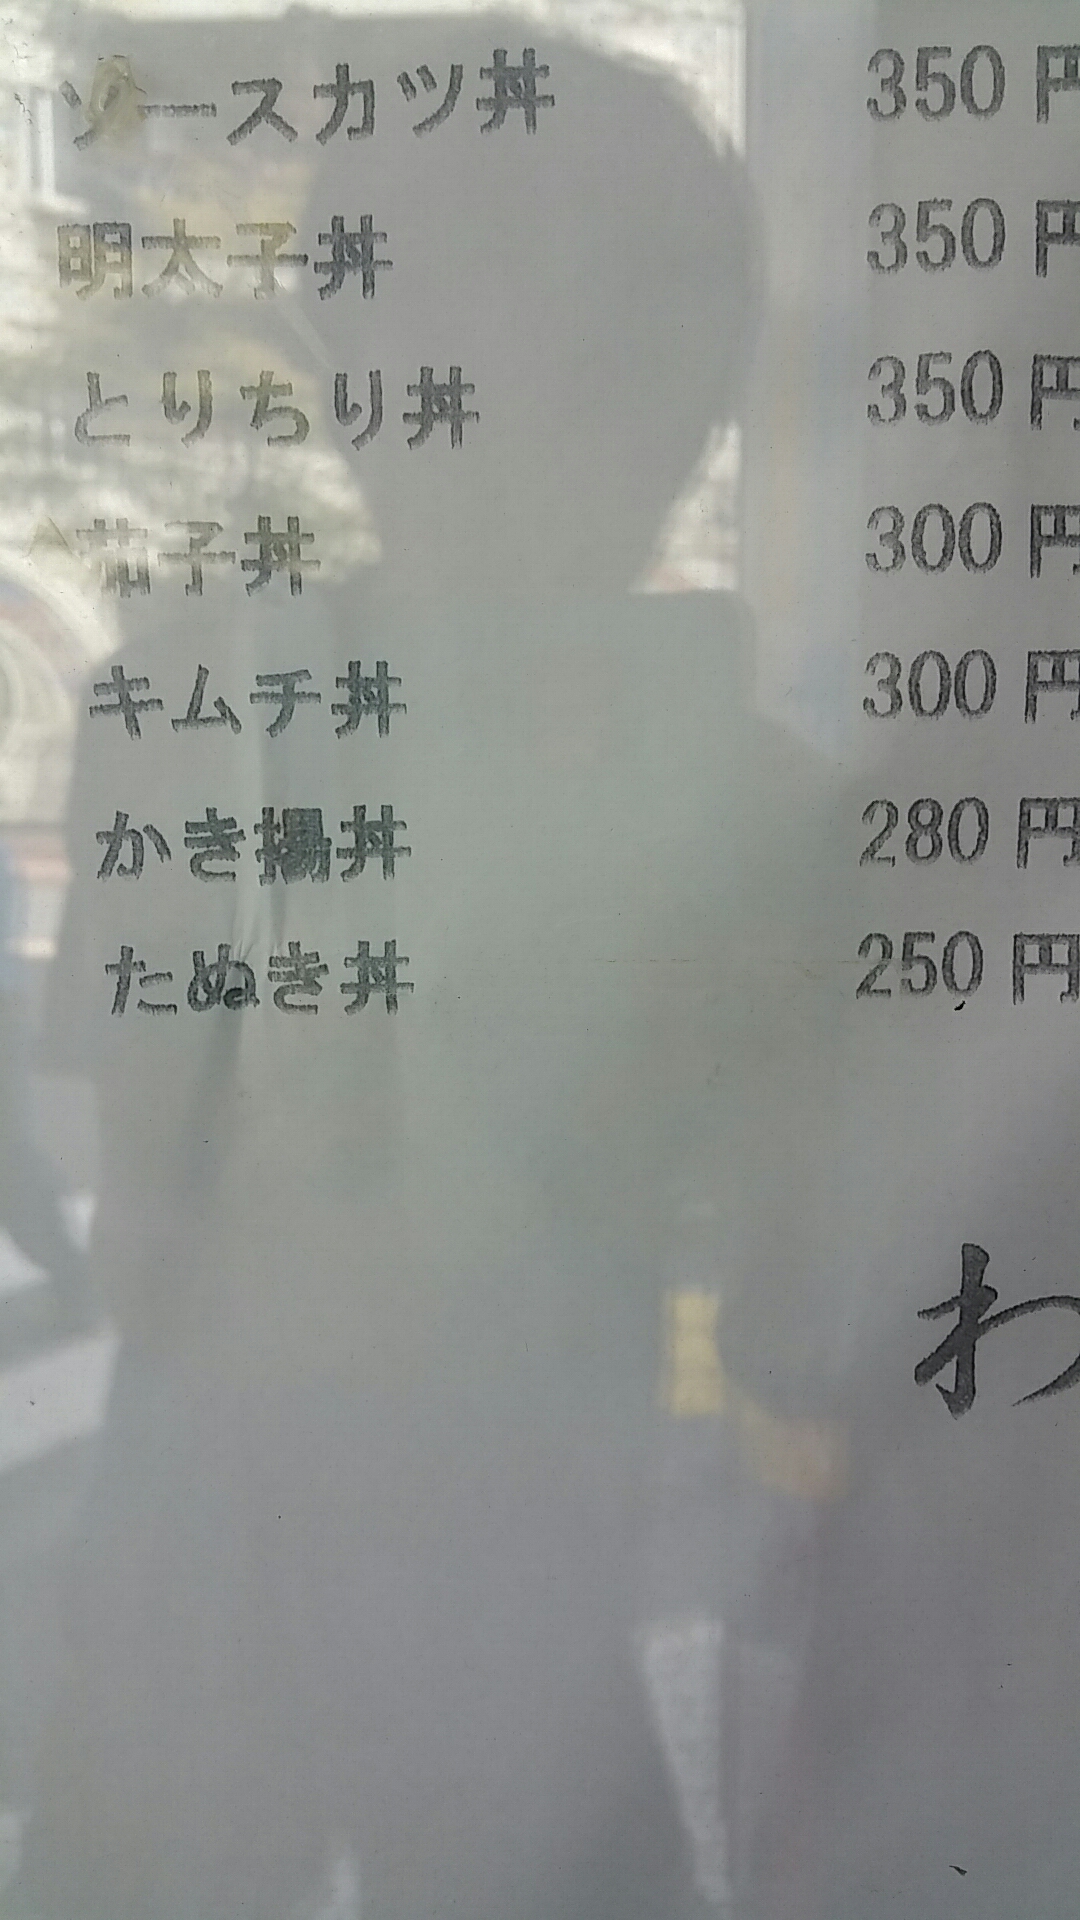 ソースカツ丼 350円
明太子丼 350円
とりちり丼 350円
茄子丼 300円
キムチ丼 300円
かき揚丼 280円
たぬき丼 250円
わ